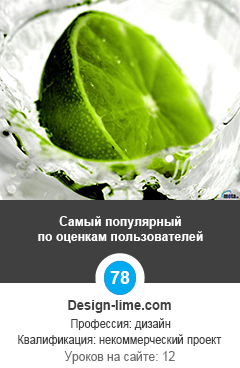 Самый популярный
по оценкам пользователей
78
Design-lime.com
Профессия: дизайн
Квалификация: некоммерческий проект
Уроков на сайте: 12